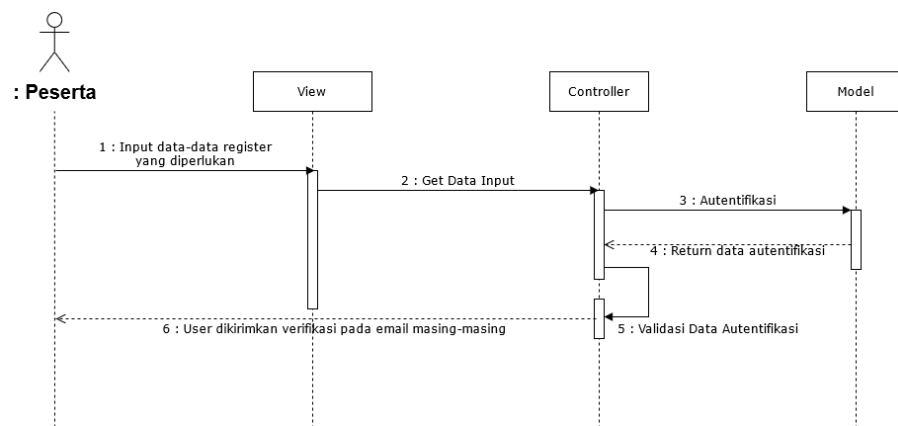 : Peserta
View
Controller
Model
1 : Input data-data register
yang diperlukan
2 : Get Data Input
3 : Autentifikasi
4 : Return data autentifikasi
6 : User dikirimkan verifikasi pada email masing-masing
5 : Validasi Data Autentifikasi